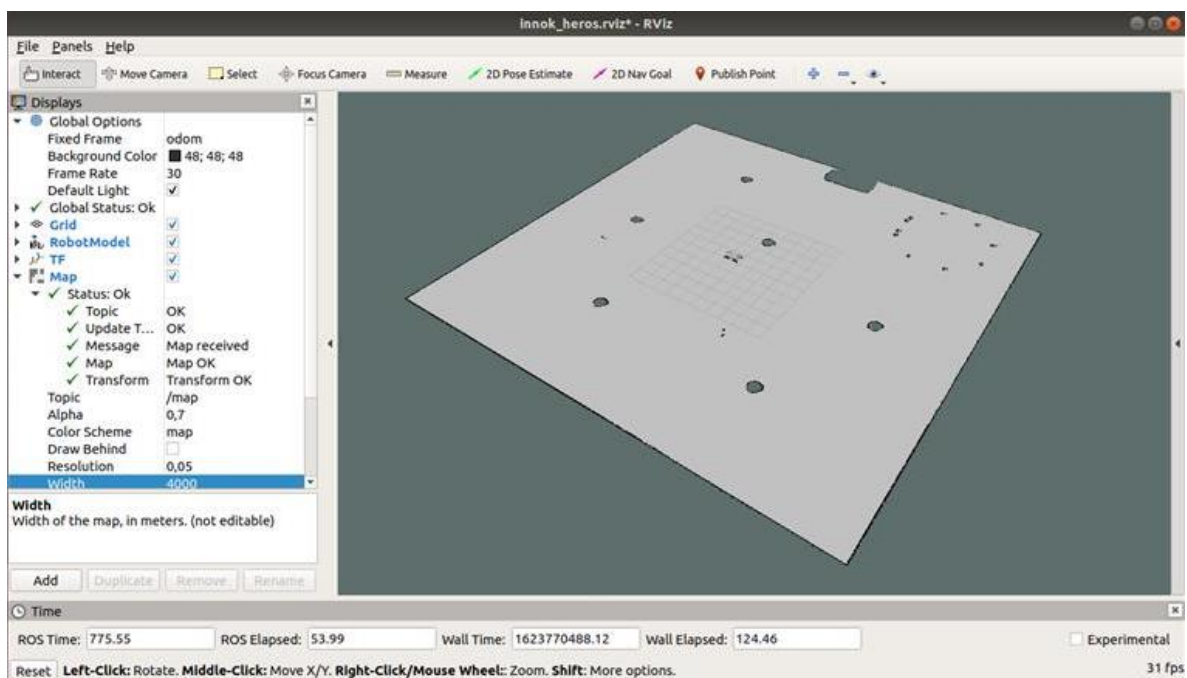 innok_heros.rviz* - RViz
File Panels Help
Interact Move Camera Select Focus Camera Measure 2D Pose Estimate 2D Nav Goal Publish Point
Displays
Global Options
Fixed Frame odom
Background Color 48; 48; 48
Frame Rate 30
Default Light
Global Status: Ok
Grid
RobotModel
TF
Map
Status: Ok
Topic OK
Update T... OK
Message Map received
Map Map OK
Transform Transform OK
Topic /map
Alpha 0,7
Color Scheme map
Draw Behind
Resolution 0,05
Width 4000
Width
Width of the map, in meters. (not editable)
Add Duplicate Remove Rename
Time
ROS Time: 775.55 ROS Elapsed: 53.99 Wall Time: 1623770488.12 Wall Elapsed: 124.46 Experimental
Reset Left-Click: Rotate. Middle-Click: Move X/Y. Right-Click/Mouse Wheel:: Zoom. Shift: More options. 31 fps